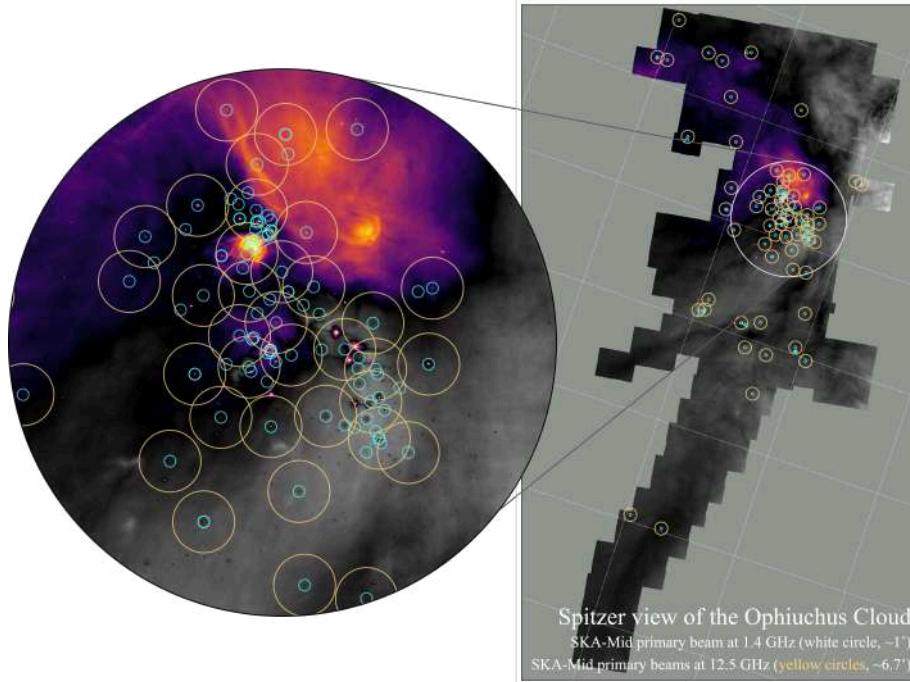 Spitzer view of the Ophiuchus Cloud
SKA-Mid primary beam at 1.4 GHz (white circle, ~1°)
SKA-Mid primary beams at 12.5 GHz (yellow circles, ~6.7')